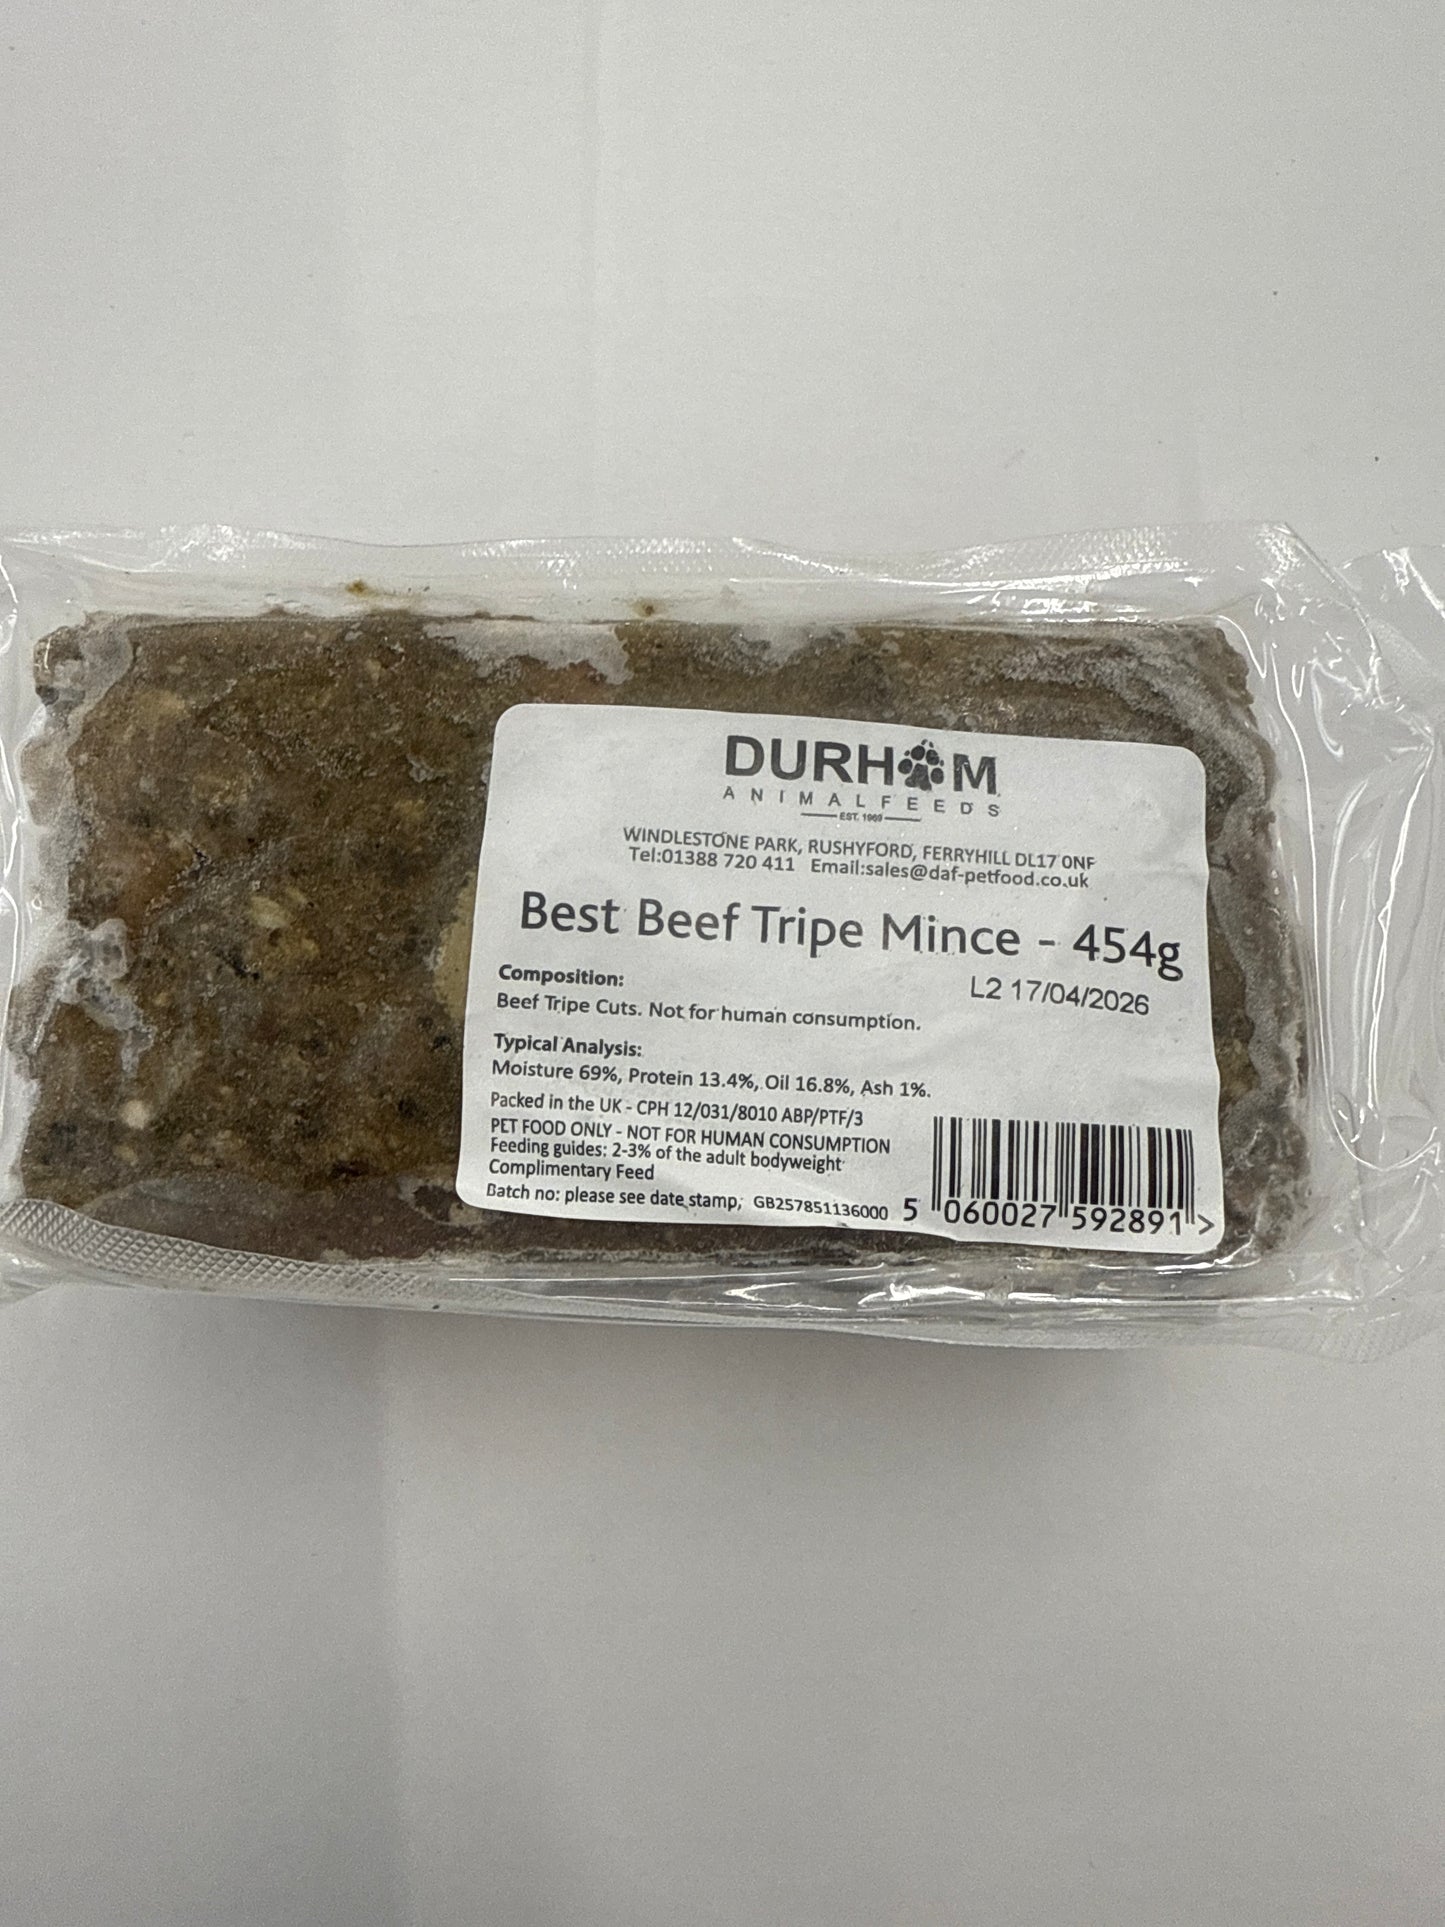 DURHAM
ANIMAL FEEDS
EST. 1969
WINDLESTONE PARK, RUSHYFORD, FERRYHILL DL17 0NF
Tel:01388 720 411 Email:sales@daf-petfood.co.uk
Best Beef Tripe Mince - 454g
L2 17/04/2026
Composition:
Beef Tripe Cuts. Not for human consumption.
Typical Analysis:
Moisture 69%, Protein 13.4%, Oil 16.8%, Ash 1%.
Packed in the UK - CPH 12/031/8010 ABP/PTF/3
PET FOOD ONLY - NOT FOR HUMAN CONSUMPTION
Feeding guides: 2-3% of the adult bodyweight
Complimentary Feed
Batch no: please see date stamp, GB257851136000
5 060027 592891 >